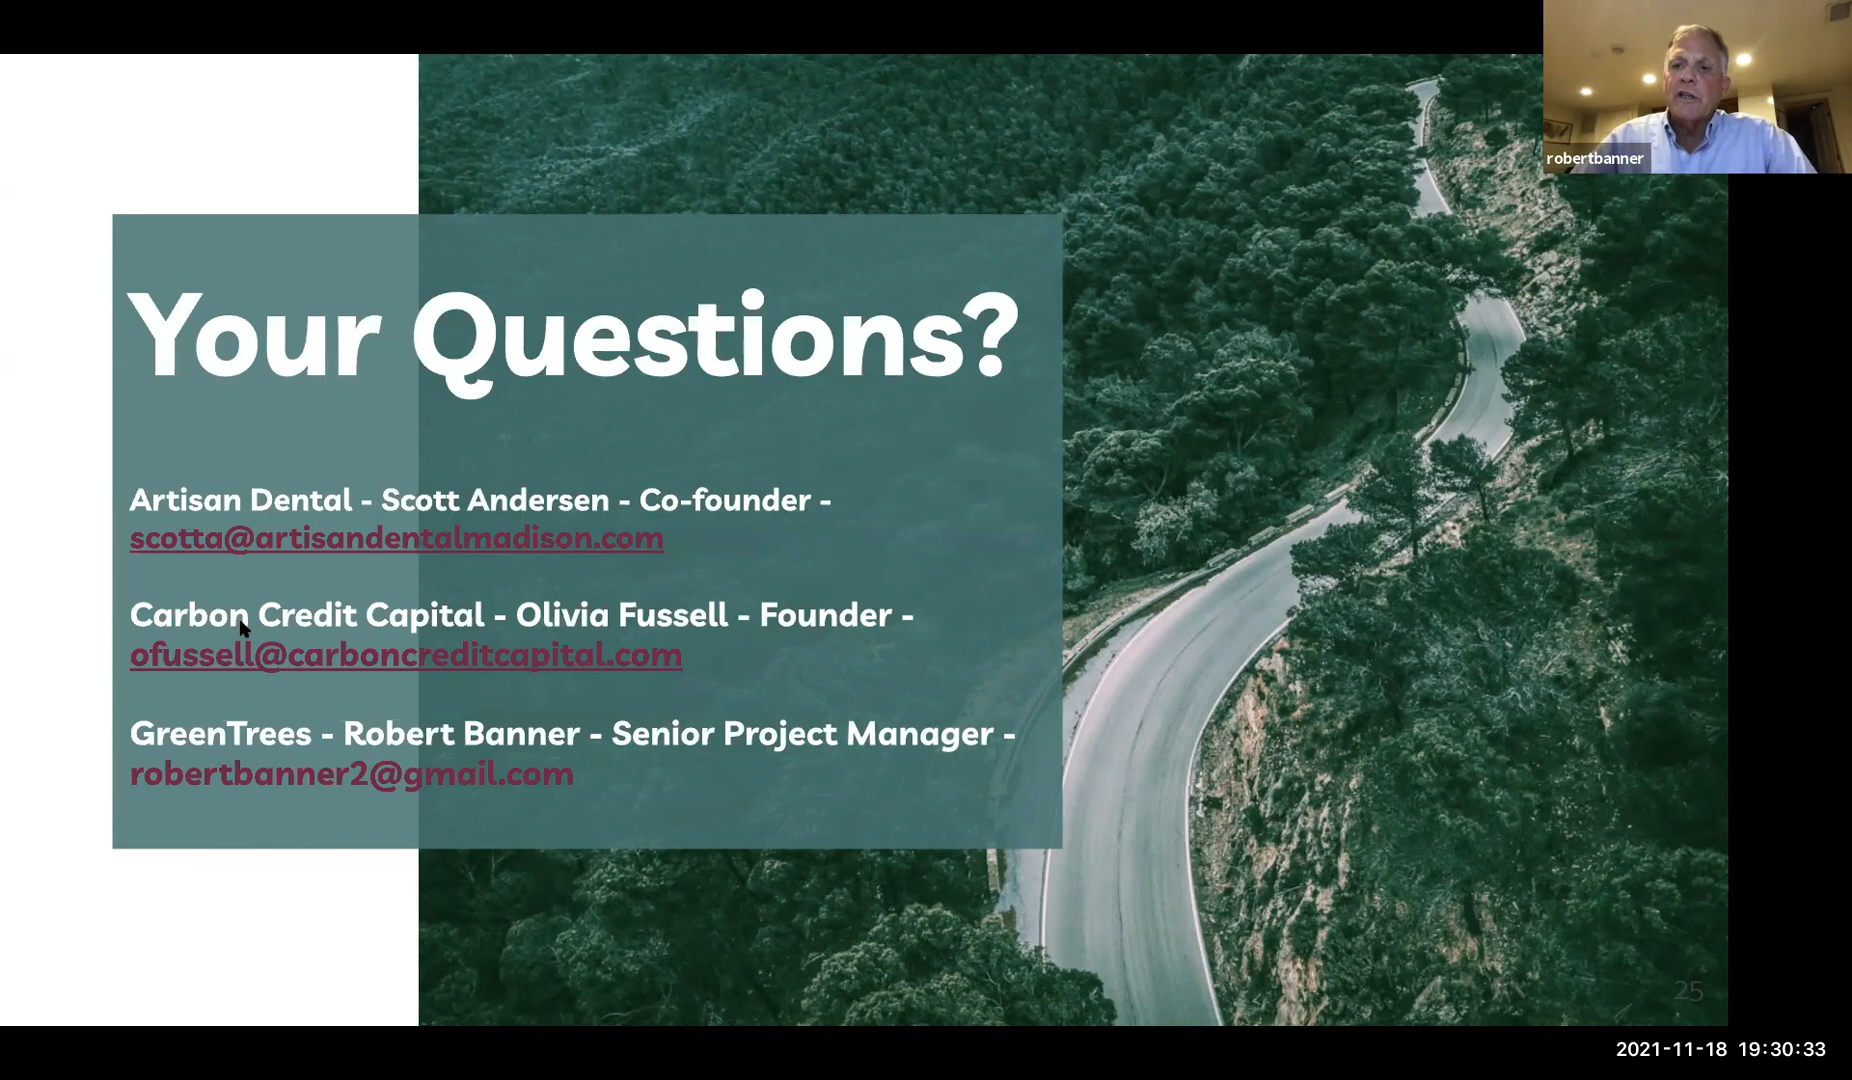 robertbanner
Your Questions?
Artisan Dental - Scott Andersen - Co-founder -
scotta@artisandentalmadison.com
Carbon Credit Capital - Olivia Fussell - Founder -
ofussell@carboncreditcapital.com
GreenTrees - Robert Banner - Senior Project Manager -
robertbanner2@gmail.com
25
2021-11-18 19:30:33